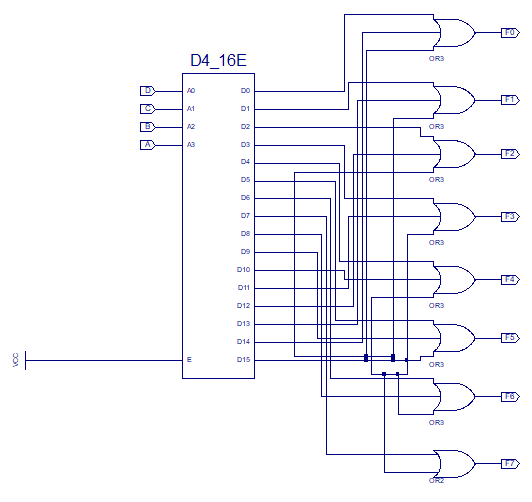 F0
OR3
D4_16E
D A0 D0
C A1 D1 F1
B A2 D2 OR3
A A3 D3 F2
D4
OR3
D5
D6
D7 F3
D8
OR3
D9
D10 F4
D11
D12 OR3
D13
D14 F5
VCC E D15
OR3
F6
OR3
F7
OR2